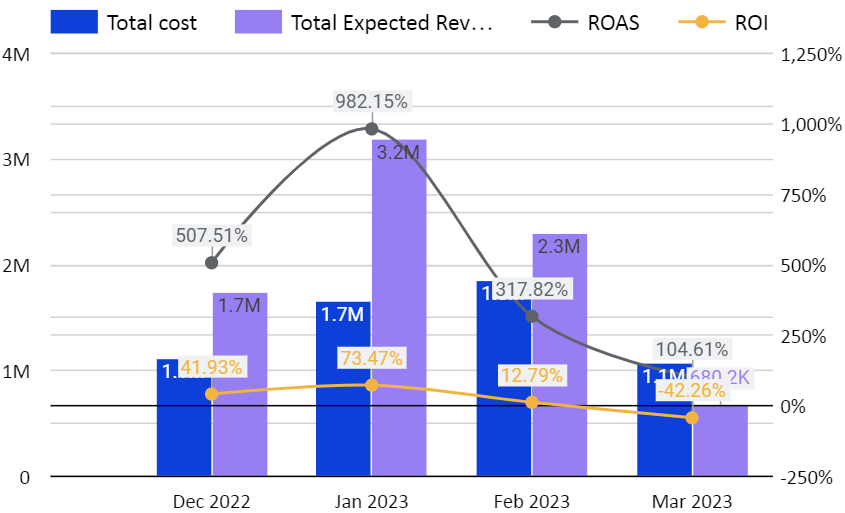 Total cost
Total Expected Rev…
ROAS
ROI
4M
3M
2M
1M
0
1,250%
1,000%
750%
500%
250%
0%
-250%
507.51%
982.15%
317.82%
104.61%
1.7M
1.7M
3.2M
2.3M
1.1M
680.2K
41.93%
73.47%
12.79%
-42.26%
Dec 2022
Jan 2023
Feb 2023
Mar 2023